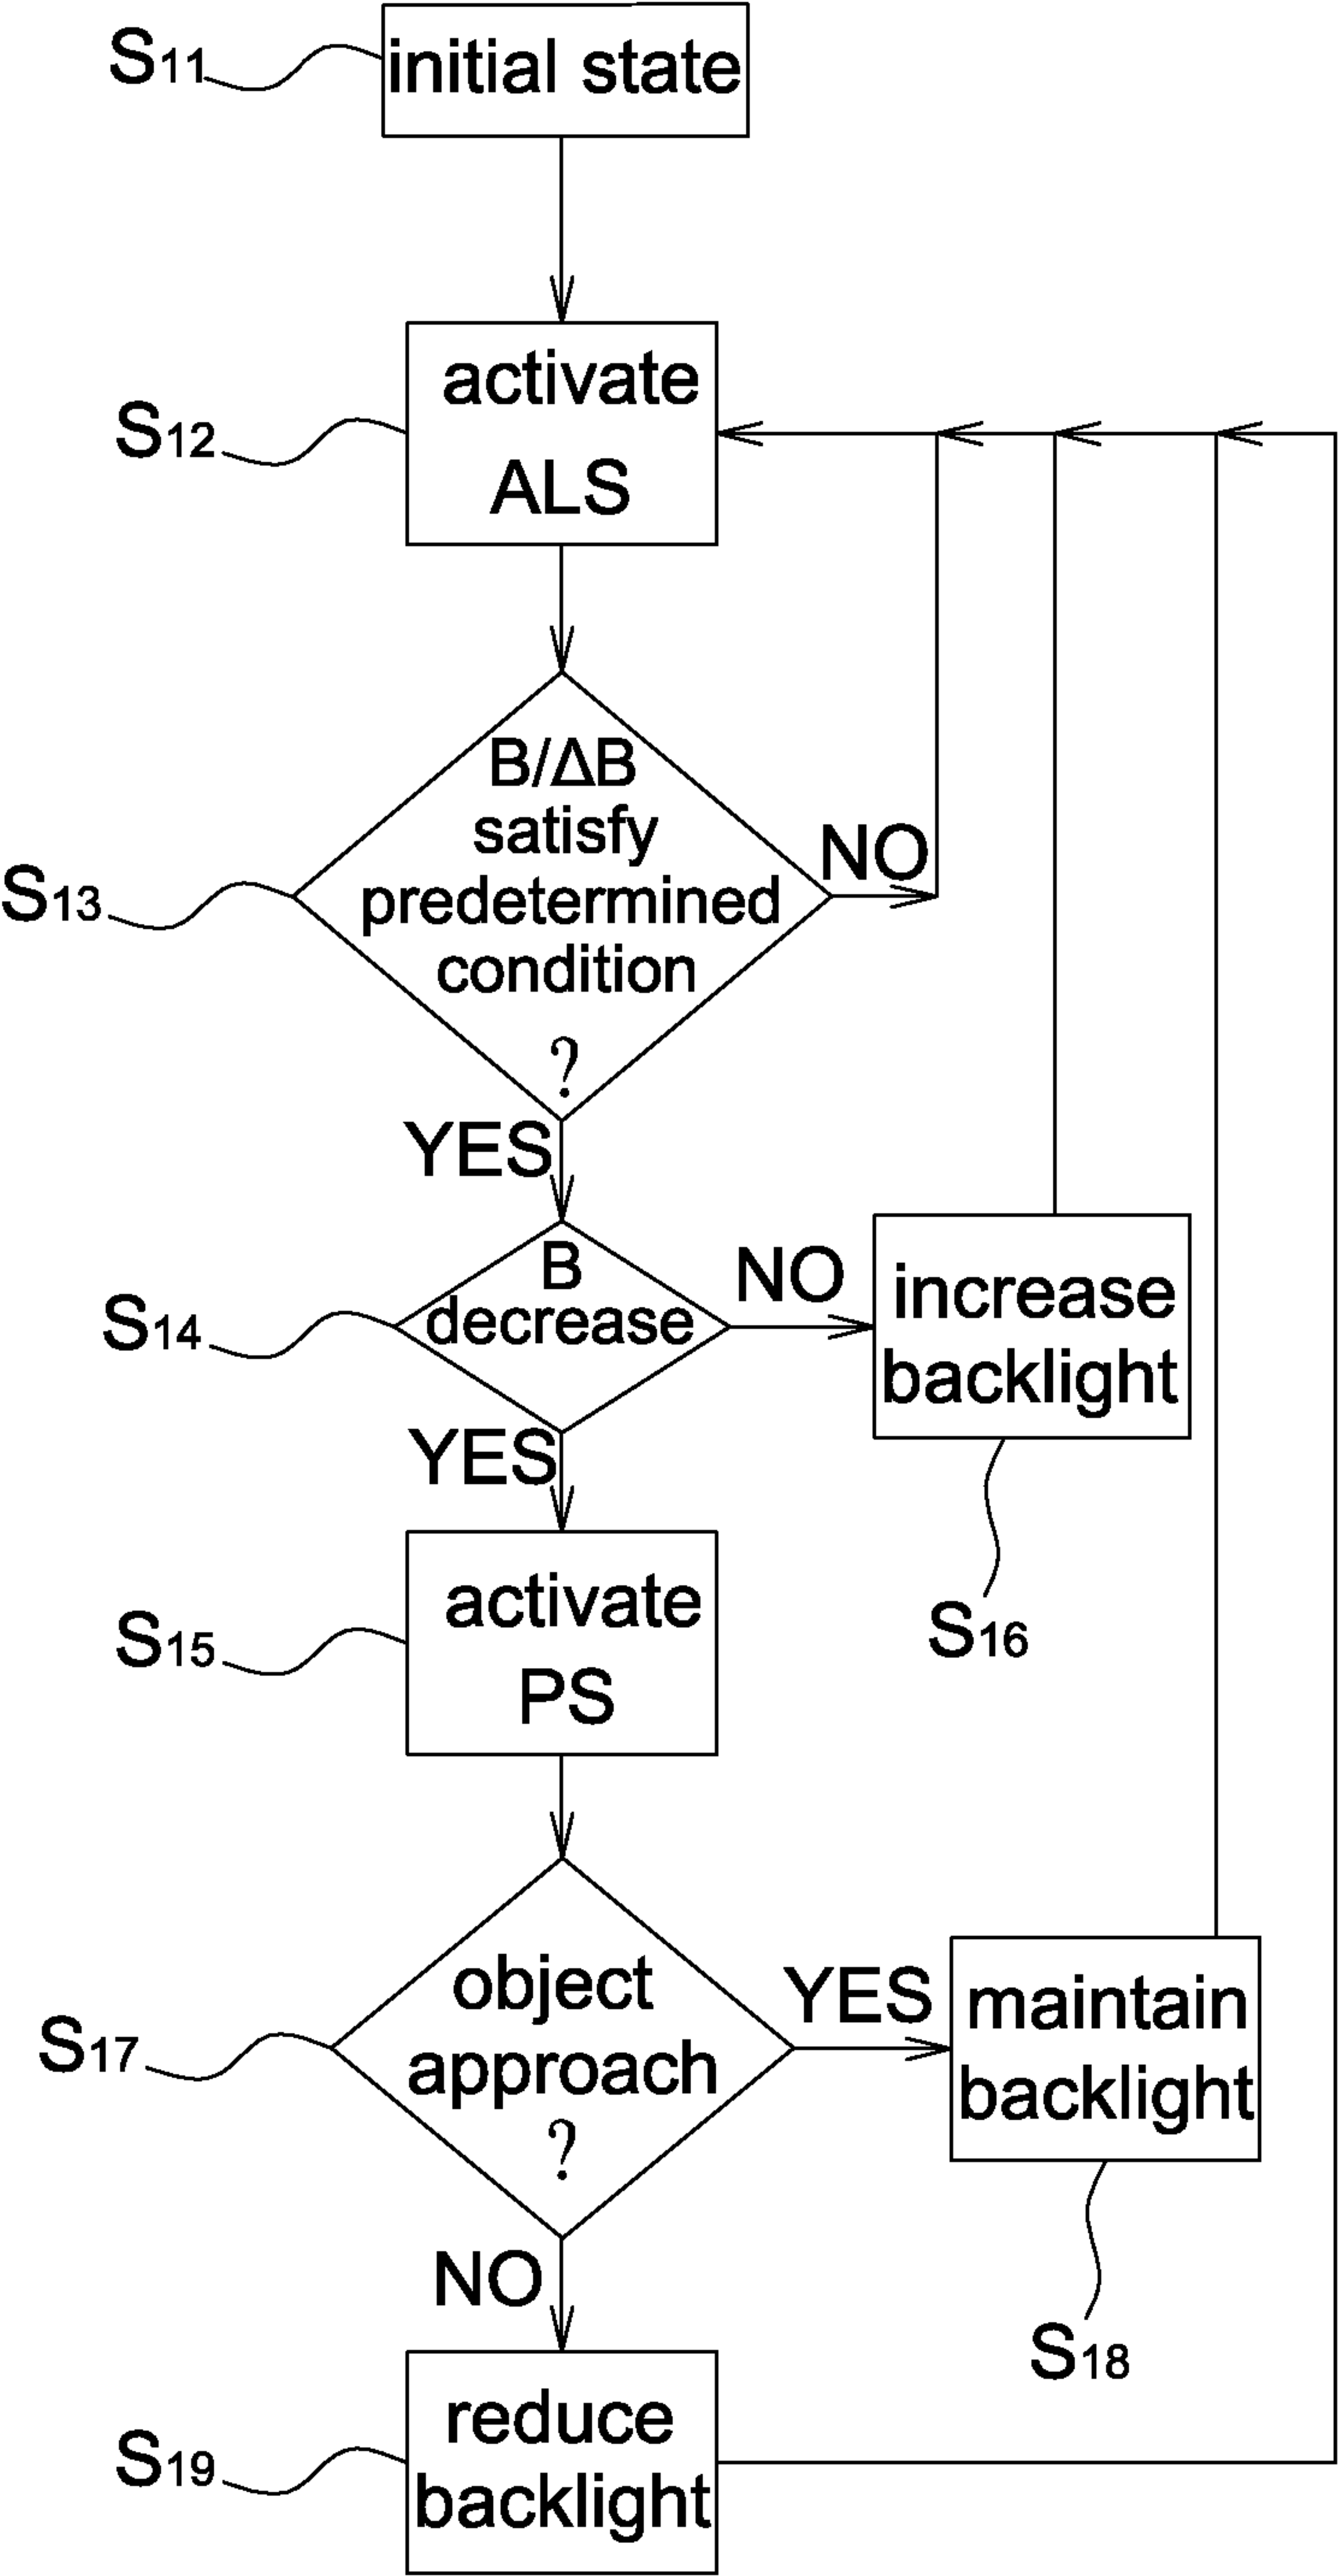 S11
initial state
S12
activate
ALS
S13
B/ΔB
satisfy
predetermined
condition
?
NO
YES
S14
B
decrease
NO
increase
backlight
S16
YES
S15
activate
PS
S17
object
approach
?
YES
maintain
backlight
S18
NO
S19
reduce
backlight